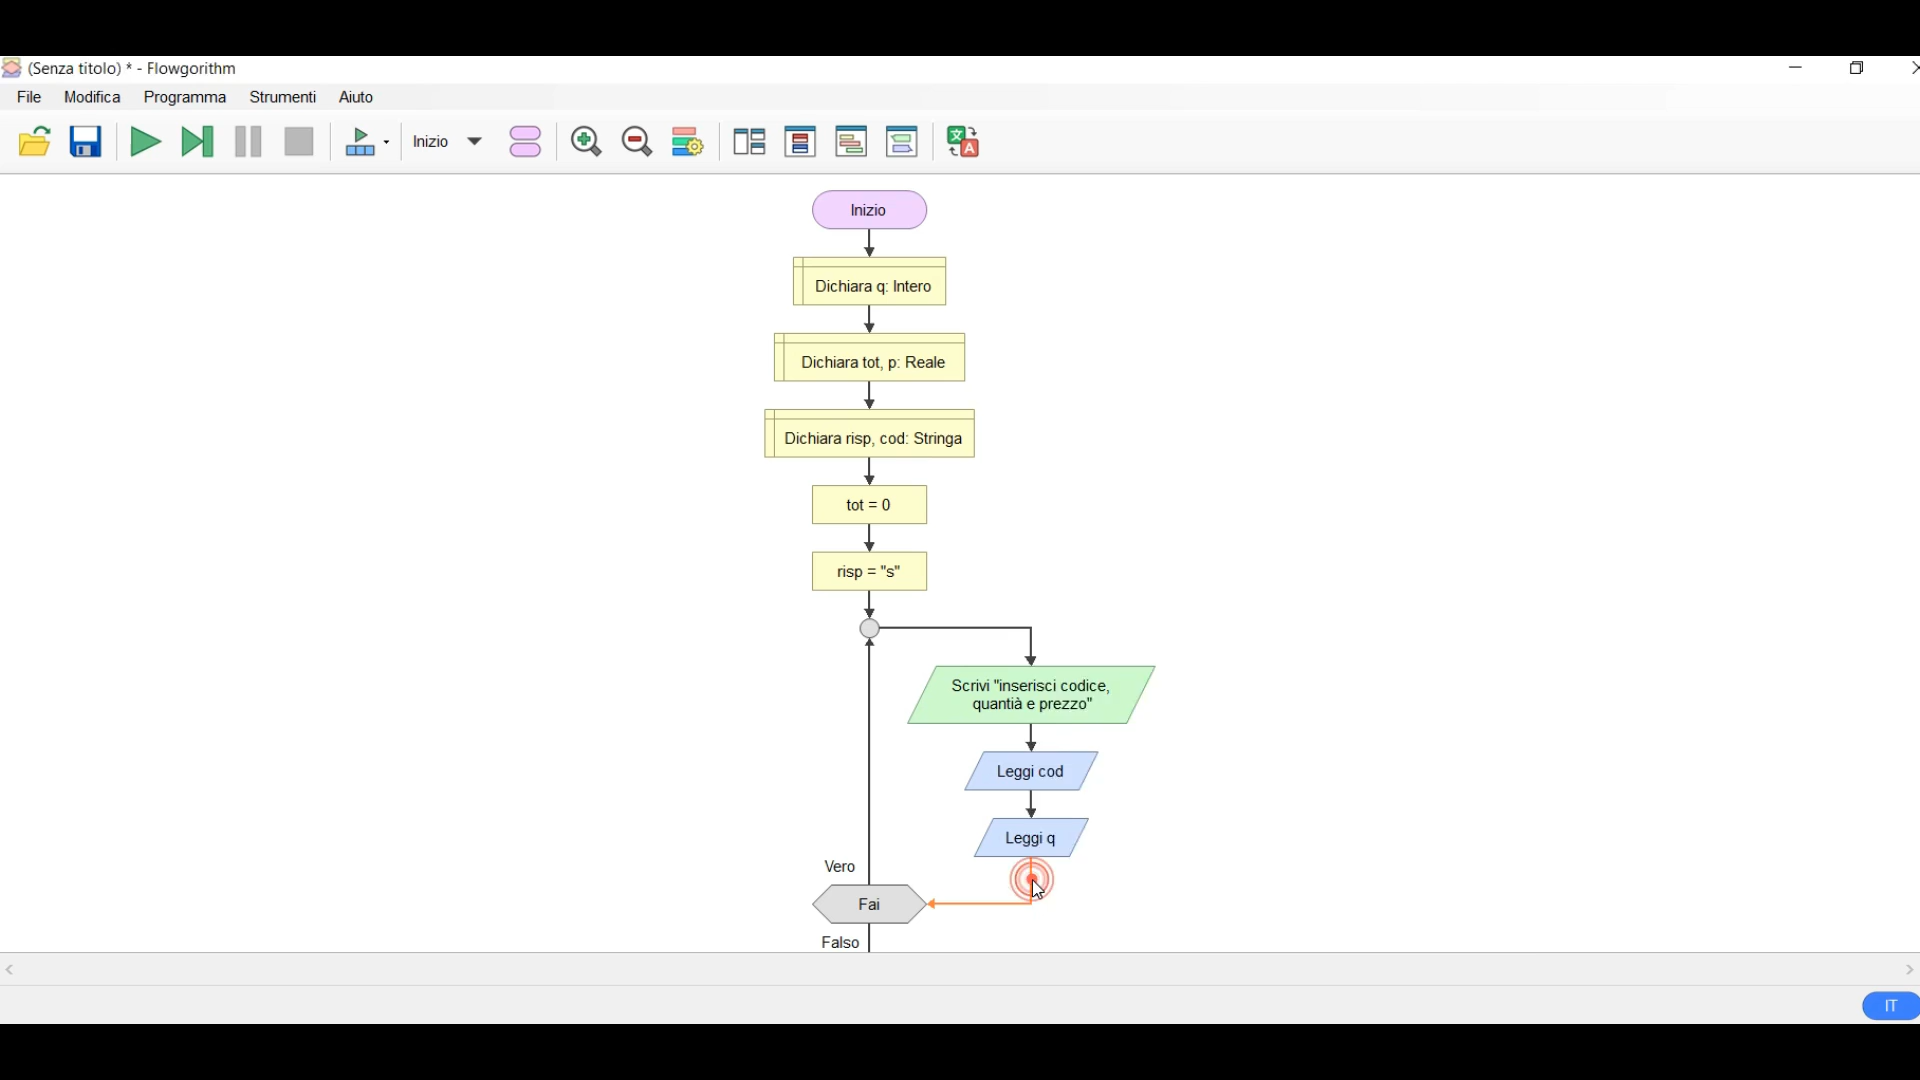 (Senza titolo) * - Flowgorithm
File Modifica Programma Strumenti Aiuto
Inizio
Inizio
Dichiara q: Intero
Dichiara tot, p: Reale
Dichiara risp, cod: Stringa
tot = 0
risp = "s"
Scrivi "inserisci codice,
quantià e prezzo"
Leggi cod
Leggi q
Vero
Fai
Falso
IT